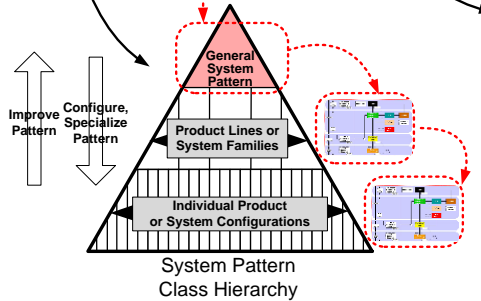 General
System
Pattern
Improve
Pattern
Configure,
Specialize
Pattern
Product Lines or
System Families
Individual Product
or System Configurations
System Pattern
Class Hierarchy